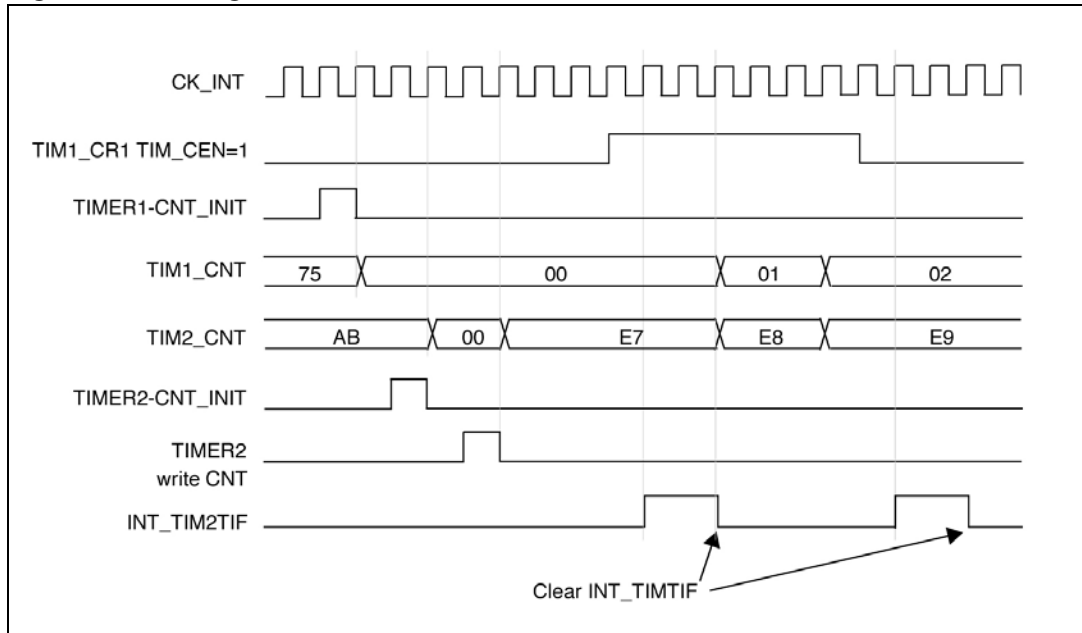 CK_INT
TIM1_CR1 TIM_CEN=1
TIMER1-CNT_INIT
TIM1_CNT 75 00 01 02
TIM2_CNT AB 00 E7 E8 E9
TIMER2-CNT_INIT
TIMER2
write CNT
INT_TIM2TIF
Clear INT_TIMTIF